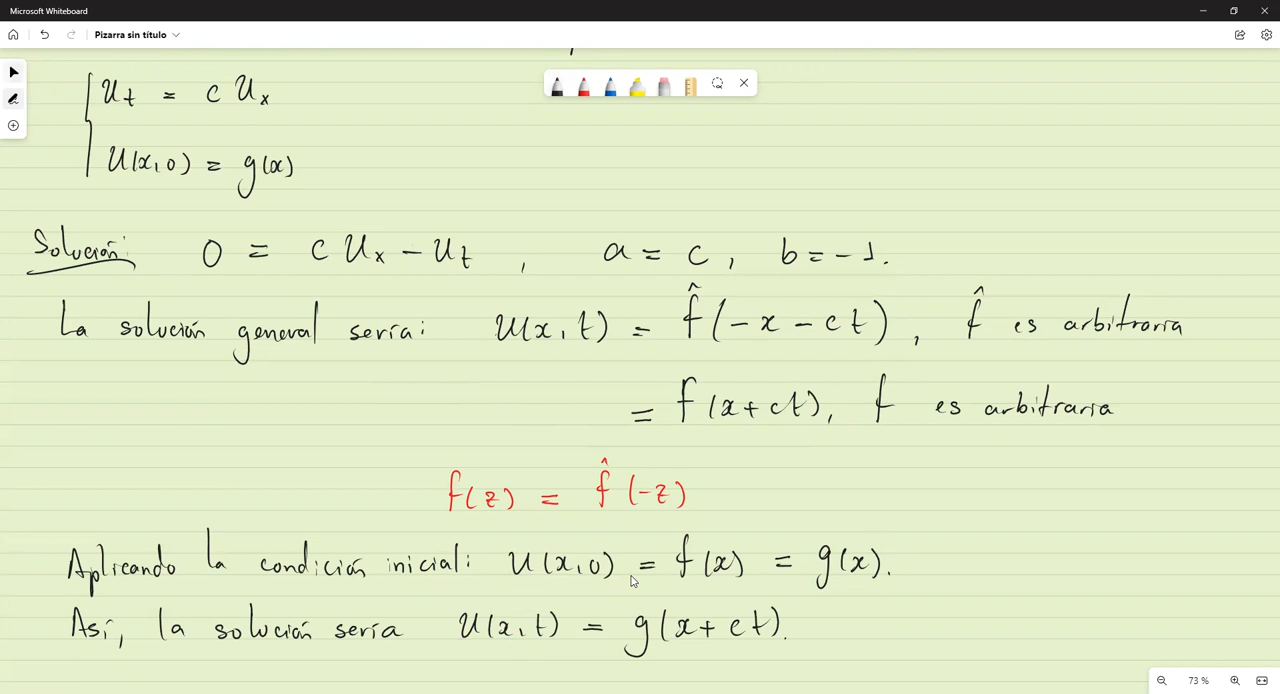 Microsoft Whiteboard
Pizarra sin título
u_t = c u_x
u(x,0) = g(x)
Solución: 0 = c u_x - u_t , a = c, b = -1.
La solución general sería: u(x,t) = f̂(-x-ct), f̂ es arbitraria
= f(x+ct), f es arbitraria
f(z) = f̂(-z)
Aplicando la condición inicial: u(x,0) = f(x) = g(x).
Así, la solución sería u(x,t) = g(x+ct).
73 %